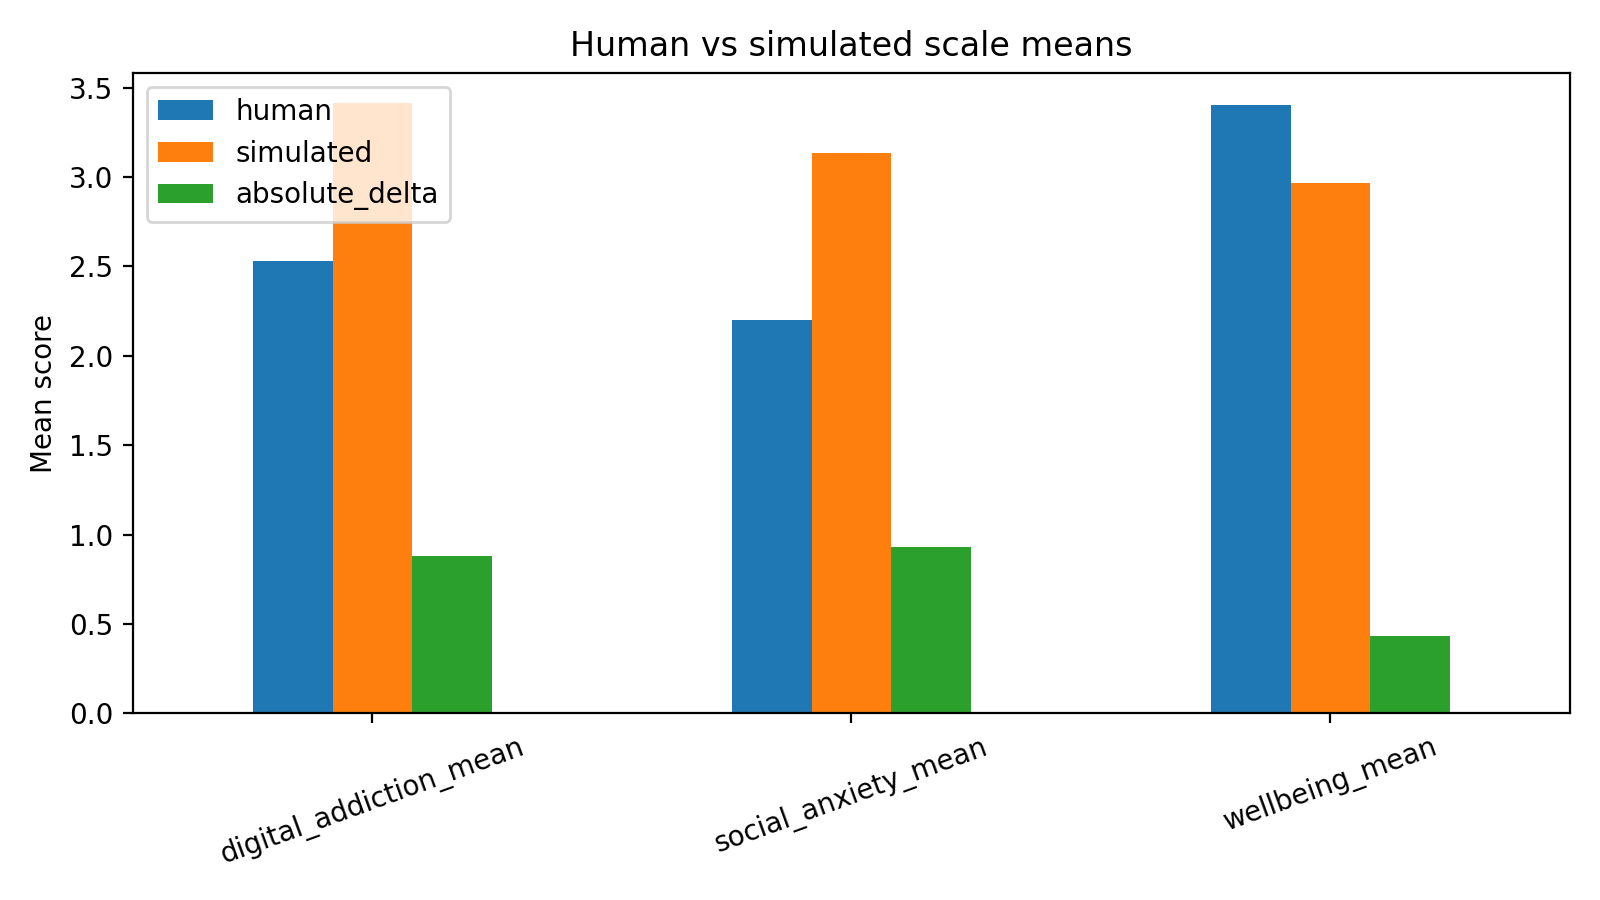 Human vs simulated scale means
human
simulated
absolute_delta
Mean score
3.5
3.0
2.5
2.0
1.5
1.0
0.5
0.0
digital_addiction_mean
social_anxiety_mean
wellbeing_mean